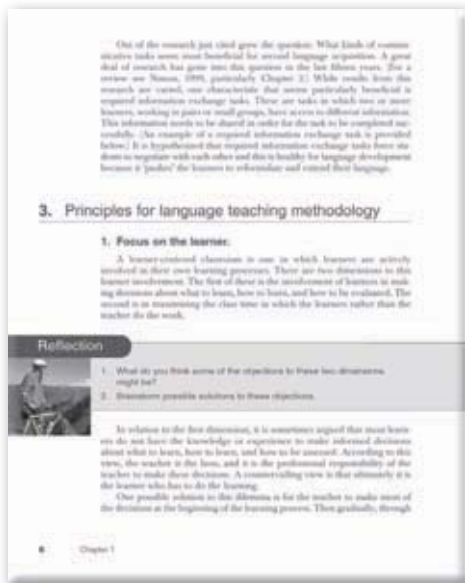 Out of the research just cited grew the question: What kinds of commu-
nicative tasks seem most beneficial for second language acquisition. A great
deal of research has gone into this question in the last fifteen years. (For a
review see Nunan, 1999, particularly Chapter 2.) While results from this
research are varied, one characteristic that seems particularly beneficial is
required information exchange tasks. These are tasks in which two or more
learners, working in pairs or small groups, have access to different information.
This information needs to be shared in order for the task to be completed suc-
cessfully. (An example of a required information exchange task is provided
below.) It is hypothesized that required information exchange tasks force stu-
dents to negotiate with each other and this is healthy for language development
because it "pushes" the learners to reformulate and extend their language.
3. Principles for language teaching methodology
1. Focus on the learner.
A learner-centered classroom is one in which learners are actively
involved in their own learning processes. There are two dimensions to this
learner involvement. The first of these is the involvement of learners in mak-
ing decisions about what to learn, how to learn, and how to be evaluated. The
second is in maximizing the class time in which the learners rather than the
teacher do the work.
Reflection
1. What do you think some of the objections to these two dimensions
might be?
2. Brainstorm possible solutions to these objections.
In relation to the first dimension, it is sometimes argued that most learn-
ers do not have the knowledge or experience to make informed decisions
about what to learn, how to learn, and how to be assessed. According to this
view, the teacher is the boss, and it is the professional responsibility of the
teacher to make these decisions. A countervailing view is that ultimately it is
the learner who has to do the learning.
One possible solution to this dilemma is for the teacher to make most of
the decisions at the beginning of the learning process. Then gradually, through
Chapter 1